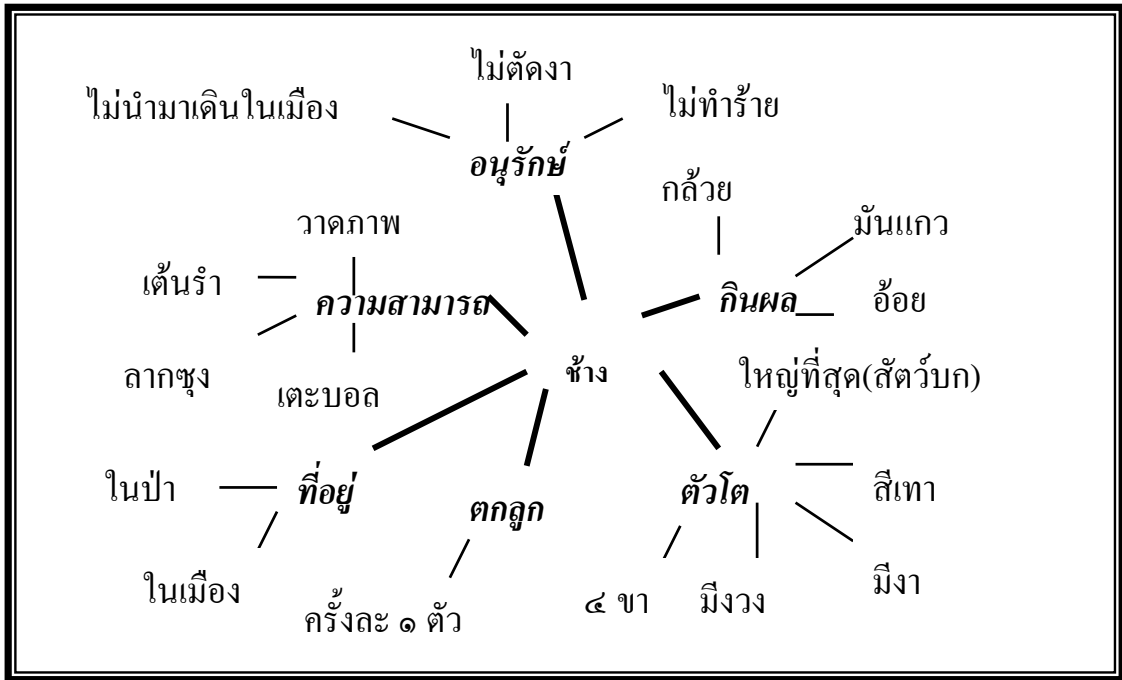 ไม่ตัดงา
ไม่นำมาเดินในเมือง
ไม่ทำร้าย
อนุรักษ์
กล้วย
วาดภาพ
มันแกว
เต้นรำ
ความสามารถ
กินผล
อ้อย
ช้าง
ลากซุง
เตะบอล
ใหญ่ที่สุด(สัตว์บก)
ในป่า
ที่อยู่
ตกลูก
ตัวโต
สีเทา
ในเมือง
ครั้งละ ๑ ตัว
๔ ขา
มีงวง
มีงา